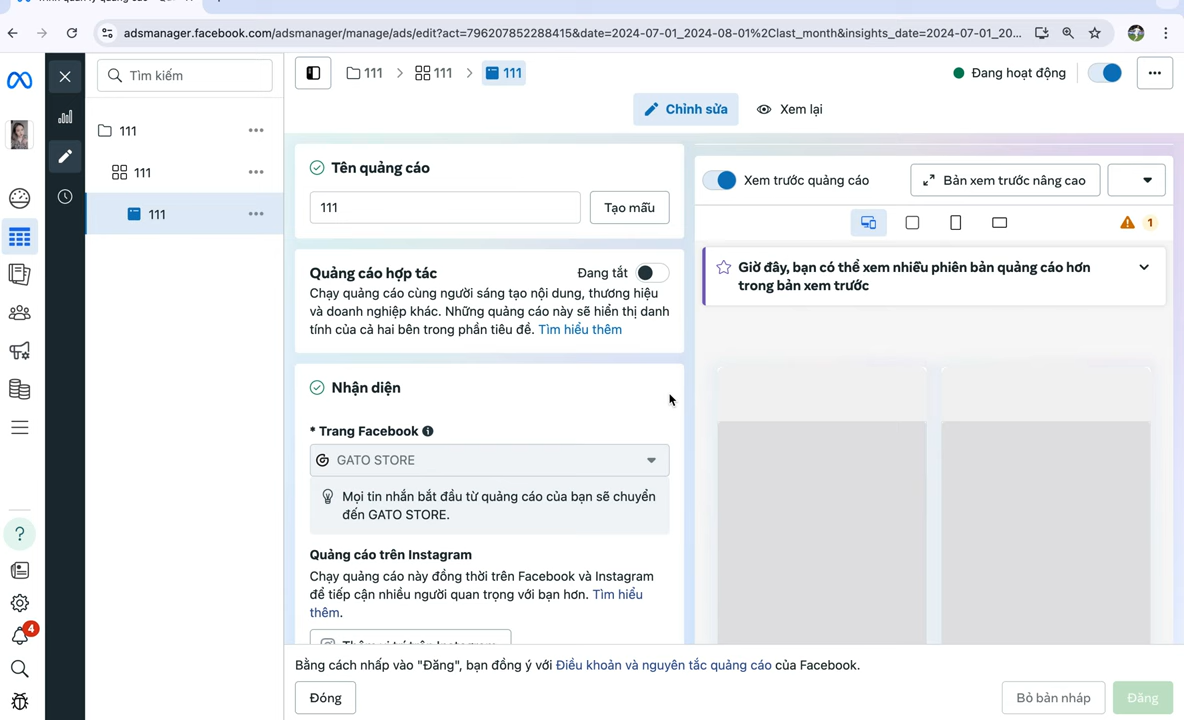 adsmanager.facebook.com/adsmanager/manage/ads/edit?act=796207852288415&date=2024-07-01_2024-08-01%2Clast_month&insights_date=2024-07-01_20...
Tìm kiếm
111
111
111
111
111
111
Đang hoạt động
Chỉnh sửa
Xem lại
Tên quảng cáo
111
Tạo mẫu
Quảng cáo hợp tác
Đang tắt
Chạy quảng cáo cùng người sáng tạo nội dung, thương hiệu
và doanh nghiệp khác. Những quảng cáo này sẽ hiển thị danh
tính của cả hai bên trong phần tiêu đề. Tìm hiểu thêm
Nhận diện
* Trang Facebook
GATO STORE
Mọi tin nhắn bắt đầu từ quảng cáo của bạn sẽ chuyển
đến GATO STORE.
Quảng cáo trên Instagram
Chạy quảng cáo này đồng thời trên Facebook và Instagram
để tiếp cận nhiều người quan trọng với bạn hơn. Tìm hiểu
thêm.
Xem trước quảng cáo
Bản xem trước nâng cao
1
Giờ đây, bạn có thể xem nhiều phiên bản quảng cáo hơn
trong bản xem trước
4
Bằng cách nhấp vào "Đăng", bạn đồng ý với Điều khoản và nguyên tắc quảng cáo của Facebook.
Đóng
Bỏ bản nháp
Đăng